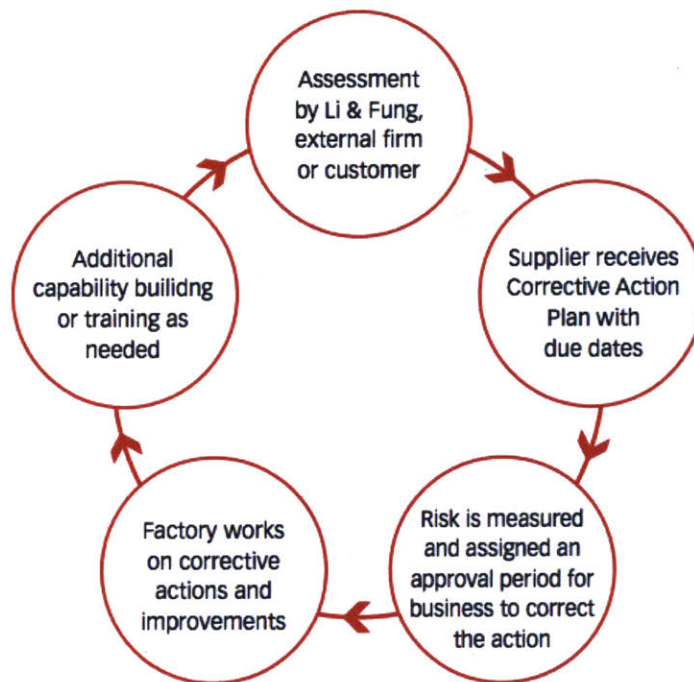 Assessment
by Li & Fung,
external firm
or customer
Supplier receives
Corrective Action
Plan with
due dates
Risk is measured
and assigned an
approval period for
business to correct
the action
Factory works
on corrective
actions and
improvements
Additional
capability builidng
or training as
needed